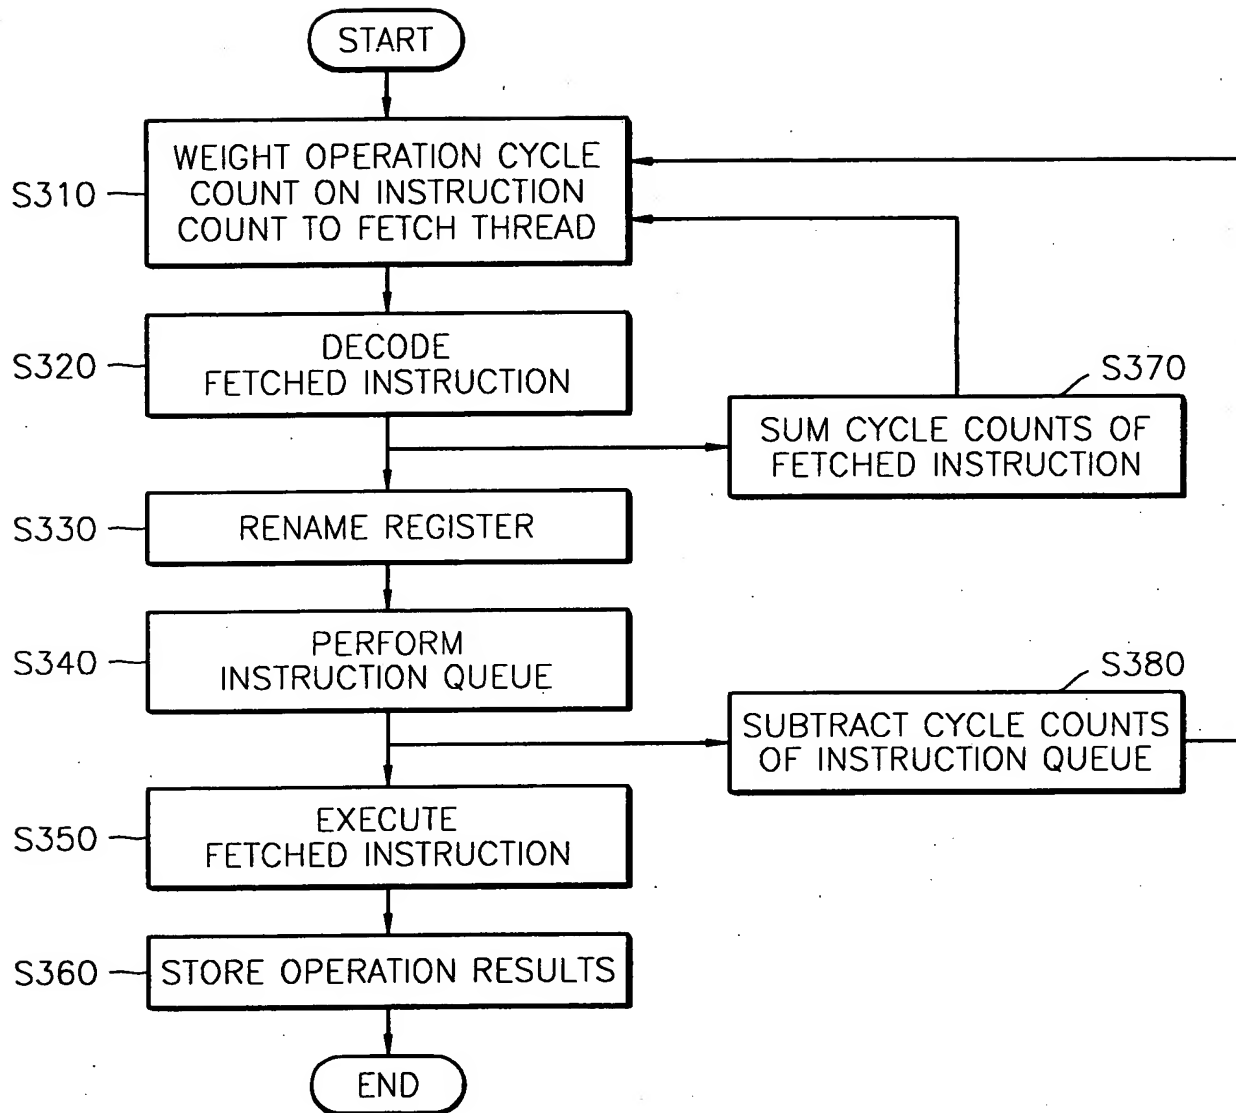 START
S310
WEIGHT OPERATION CYCLE
COUNT ON INSTRUCTION
COUNT TO FETCH THREAD
S320
DECODE
FETCHED INSTRUCTION
S370
SUM CYCLE COUNTS OF
FETCHED INSTRUCTION
S330
RENAME REGISTER
S340
PERFORM
INSTRUCTION QUEUE
S380
SUBTRACT CYCLE COUNTS
OF INSTRUCTION QUEUE
S350
EXECUTE
FETCHED INSTRUCTION
S360
STORE OPERATION RESULTS
END